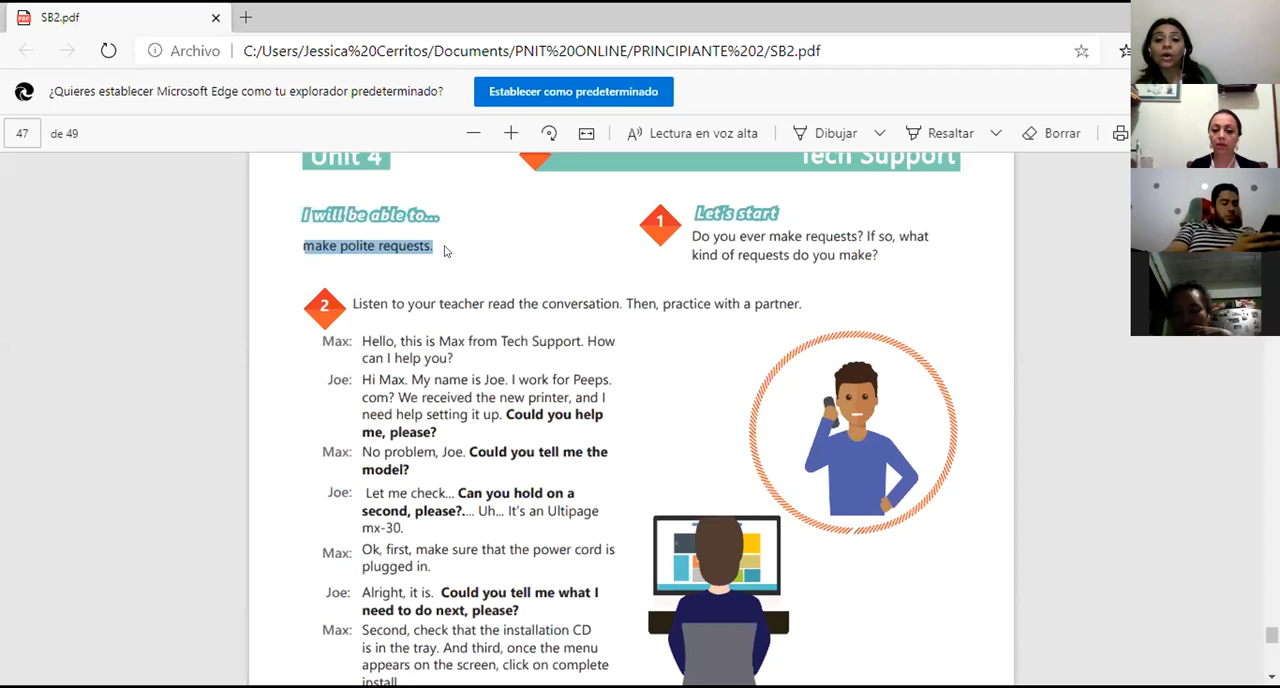 SB2.pdf
Archivo
C:/Users/Jessica%20Cerritos/Documents/PNIT%20ONLINE/PRINCIPIANTE%202/SB2.pdf
¿Quieres establecer Microsoft Edge como tu explorador predeterminado?
Establecer como predeterminado
47
de 49
Lectura en voz alta
Dibujar
Resaltar
Borrar
Unit 4
Tech Support
I will be able to...
make polite requests.
1
Let's start
Do you ever make requests? If so, what
kind of requests do you make?
2
Listen to your teacher read the conversation. Then, practice with a partner.
Max: Hello, this is Max from Tech Support. How
can I help you?
Joe: Hi Max. My name is Joe. I work for Peeps.
com? We received the new printer, and I
need help setting it up. Could you help
me, please?
Max: No problem, Joe. Could you tell me the
model?
Joe: Let me check... Can you hold on a
second, please?.... Uh... It's an Ultipage
mx-30.
Max: Ok, first, make sure that the power cord is
plugged in.
Joe: Alright, it is. Could you tell me what I
need to do next, please?
Max: Second, check that the installation CD
is in the tray. And third, once the menu
appears on the screen, click on complete
install.